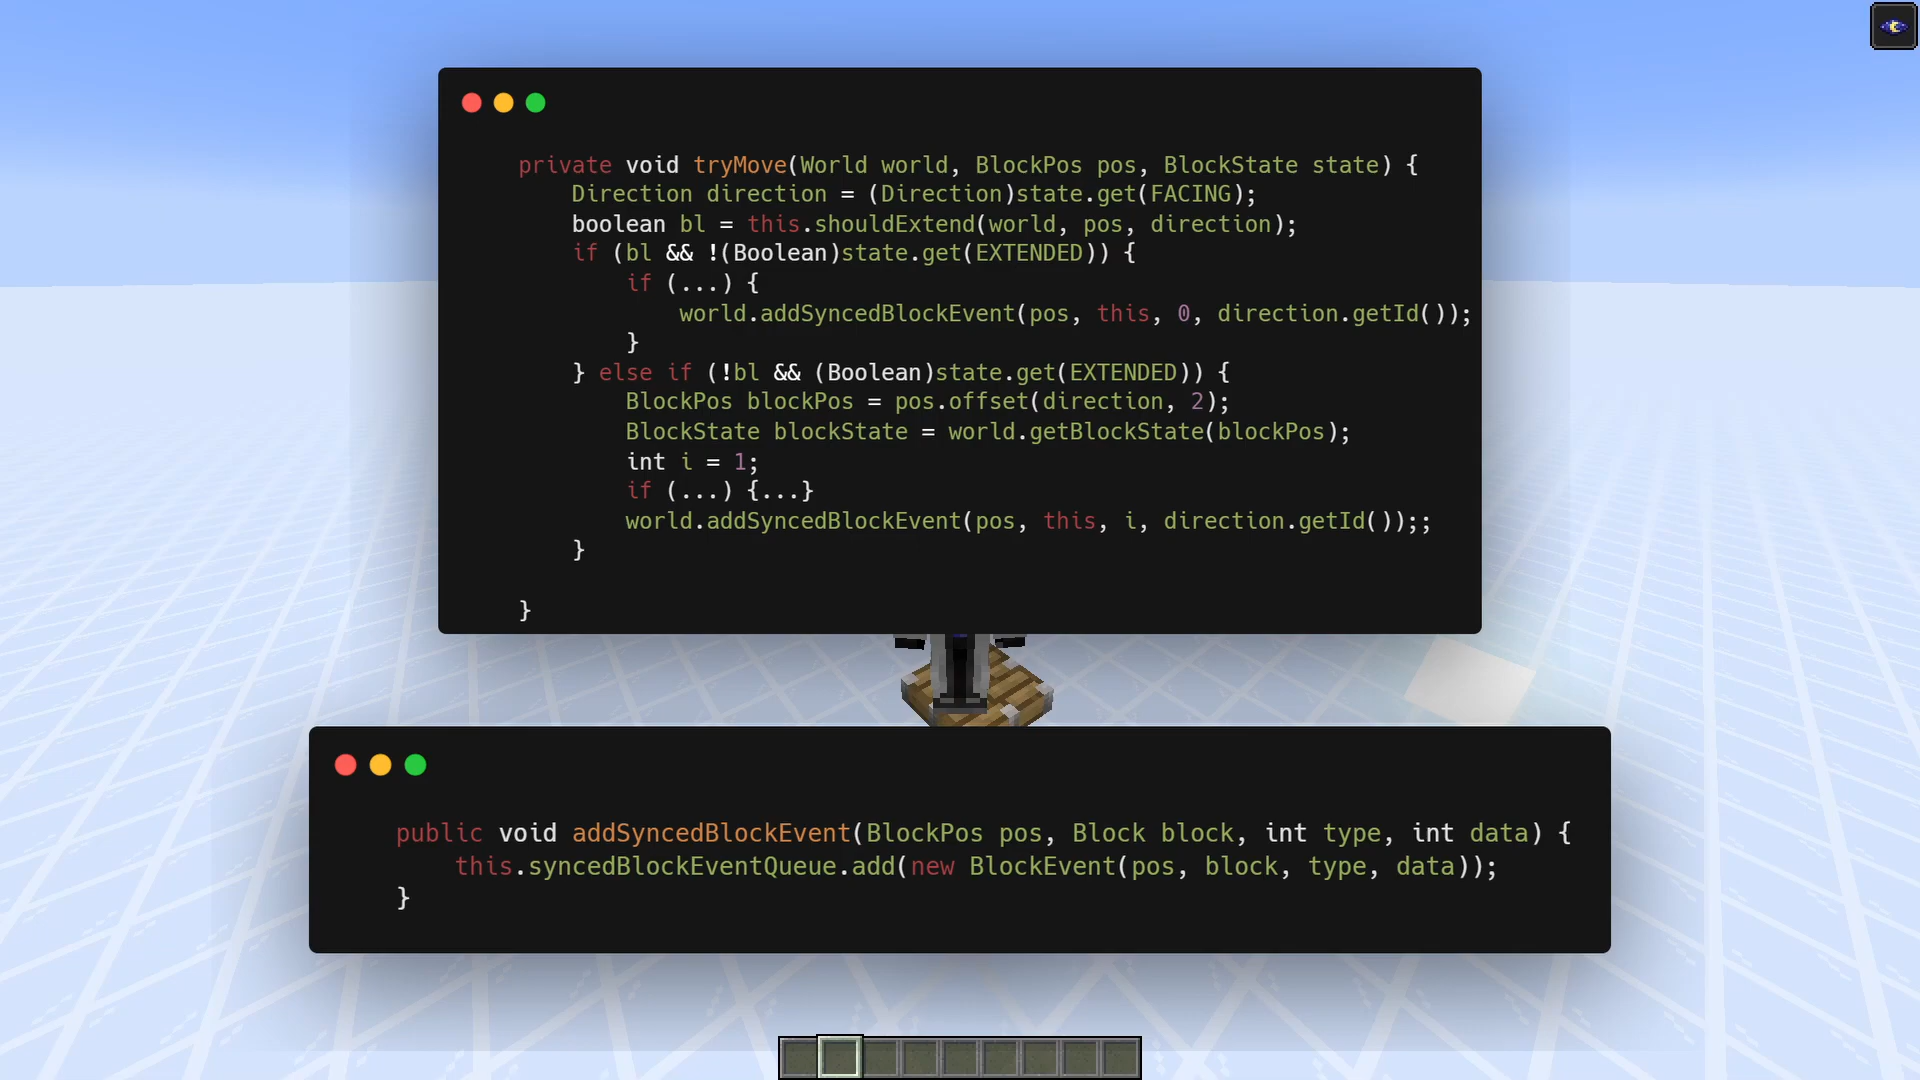 private void tryMove(World world, BlockPos pos, BlockState state) {
Direction direction = (Direction)state.get(FACING);
boolean bl = this.shouldExtend(world, pos, direction);
if (bl && !(Boolean)state.get(EXTENDED)) {
if (...) {
world.addSyncedBlockEvent(pos, this, 0, direction.getId());
}
} else if (!bl && (Boolean)state.get(EXTENDED)) {
BlockPos blockPos = pos.offset(direction, 2);
BlockState blockState = world.getBlockState(blockPos);
int i = 1;
if (...) {...}
world.addSyncedBlockEvent(pos, this, i, direction.getId());;
}
}
public void addSyncedBlockEvent(BlockPos pos, Block block, int type, int data) {
this.syncedBlockEventQueue.add(new BlockEvent(pos, block, type, data));
}